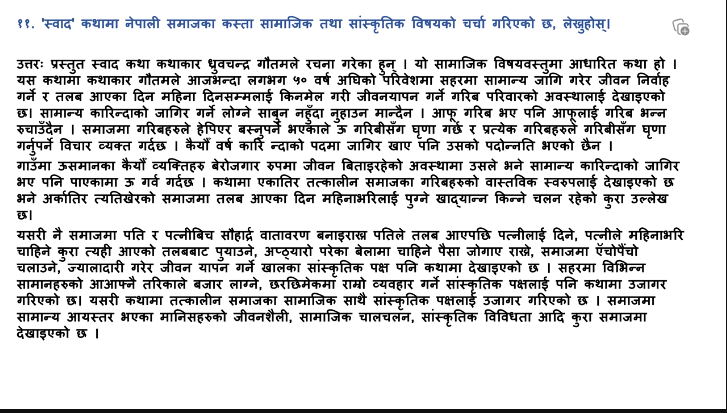 ११. 'स्वाद' कथामा नेपाली समाजका कस्ता सामाजिक तथा सांस्कृतिक विषयको चर्चा गरिएको छ, लेख्नुहोस्।
उत्तरः प्रस्तुत स्वाद कथा कथाकार ध्रुवचन्द्र गौतमले रचना गरेका हुन् । यो सामाजिक विषयवस्तुमा आधारित कथा हो ।
यस कथामा कथाकार गौतमले आजभन्दा लगभग ५० वर्ष अघिको परिवेशमा सहरमा सामान्य जागि गरेर जीवन निर्वाह
गर्ने र तलब आएका दिन महिना दिनसम्मलाई किनमेल गरी जीवनयापन गर्ने गरिब परिवारको अवस्थालाई देखाइएको
छ। सामान्य कारिन्दाको जागिर गर्ने लोग्ने साबुन नहुँदा नुहाउन मान्दैन । आफू गरिब भए पनि आफूलाई गरिब भन्न
रुचाउँदैन । समाजमा गरिबहरुले हेपिएर बस्नुपर्ने भएकाले ऊ गरिबीसँग घृणा गर्छ र प्रत्येक गरिबहरुले गरिबीसँग घृणा
गर्नुपर्ने विचार व्यक्त गर्दछ । कैयौँ वर्ष कारि न्दाको पदमा जागिर खाए पनि उसको पदोन्नति भएको छैन ।
गाउँमा ऊसमानका कैयौँ व्यक्तिहरु बेरोजगार रुपमा जीवन बिताइरहेको अवस्थामा उसले भने सामान्य कारिन्दाको जागिर
भए पनि पाएकामा ऊ गर्व गर्दछ । कथामा एकातिर तत्कालीन समाजका गरिबहरुको वास्तविक स्वरुपलाई देखाइएको छ
भने अर्कातिर त्यतिखेरको समाजमा तलब आएका दिन महिनाभरिलाई पुग्ने खाद्यान्न किन्ने चलन रहेको कुरा उल्लेख
छ।
यसरी नै समाजमा पति र पत्नीबिच सौहार्द्र वातावरण बनाइराख्न पतिले तलब आएपछि पत्नीलाई दिने, पत्नीले महिनाभरि
चाहिने कुरा त्यही आएको तलबबाट पुर्‍याउने, अप्ठ्यारो परेका बेलामा चाहिने पैसा जोगाए राख्ने, समाजमा ऐँचोपैँचो
चलाउने, ज्यालादारी गरेर जीवन यापन गर्ने खालका सांस्कृतिक पक्ष पनि कथामा देखाइएको छ । सहरमा विभिन्न
सामानहरुको आआफ्नै तरिकाले बजार लाग्ने, छरछिमेकमा राम्रो व्यवहार गर्ने सांस्कृतिक पक्षलाई पनि कथामा उजागर
गरिएको छ। यसरी कथामा तत्कालीन समाजका सामाजिक साथै सांस्कृतिक पक्षलाई उजागर गरिएको छ । समाजमा
सामान्य आयस्तर भएका मानिसहरुको जीवनशैली, सामाजिक चालचलन, सांस्कृतिक विविधता आदि कुरा समाजमा
देखाइएको छ ।